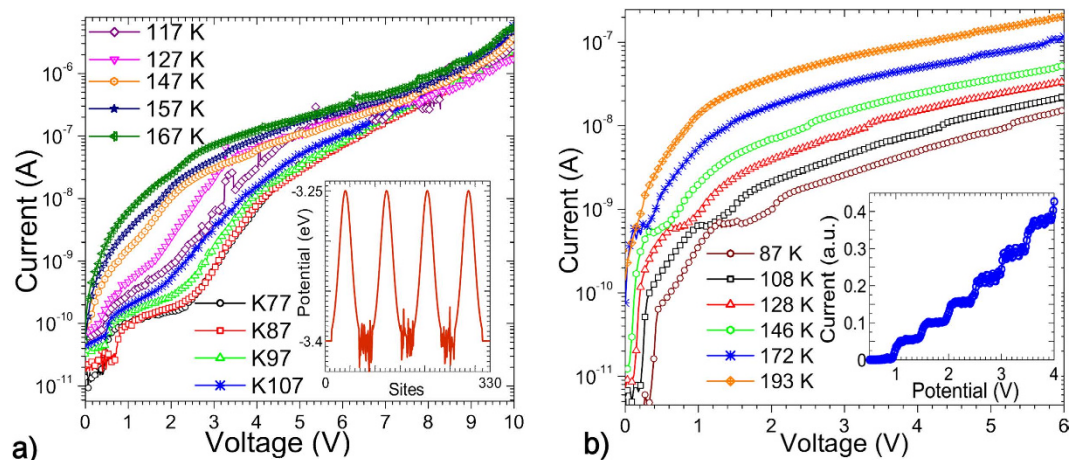 117 K
127 K
147 K
157 K
167 K
K77
K87
K97
K107
Current (A)
10⁻⁶
10⁻⁷
10⁻⁸
10⁻⁹
10⁻¹⁰
10⁻¹¹
0 1 2 3 4 5 6 7 8 9 10
Voltage (V)
a)
Potential (eV)
-3.25
-3.4
0 330
Sites
Current (A)
10⁻⁷
10⁻⁸
10⁻⁹
10⁻¹⁰
10⁻¹¹
87 K
108 K
128 K
146 K
172 K
193 K
0 1 2 3 4 5 6
Voltage (V)
b)
Current (a.u.)
0.4
0.3
0.2
0.1
0
1 2 3 4
Potential (V)